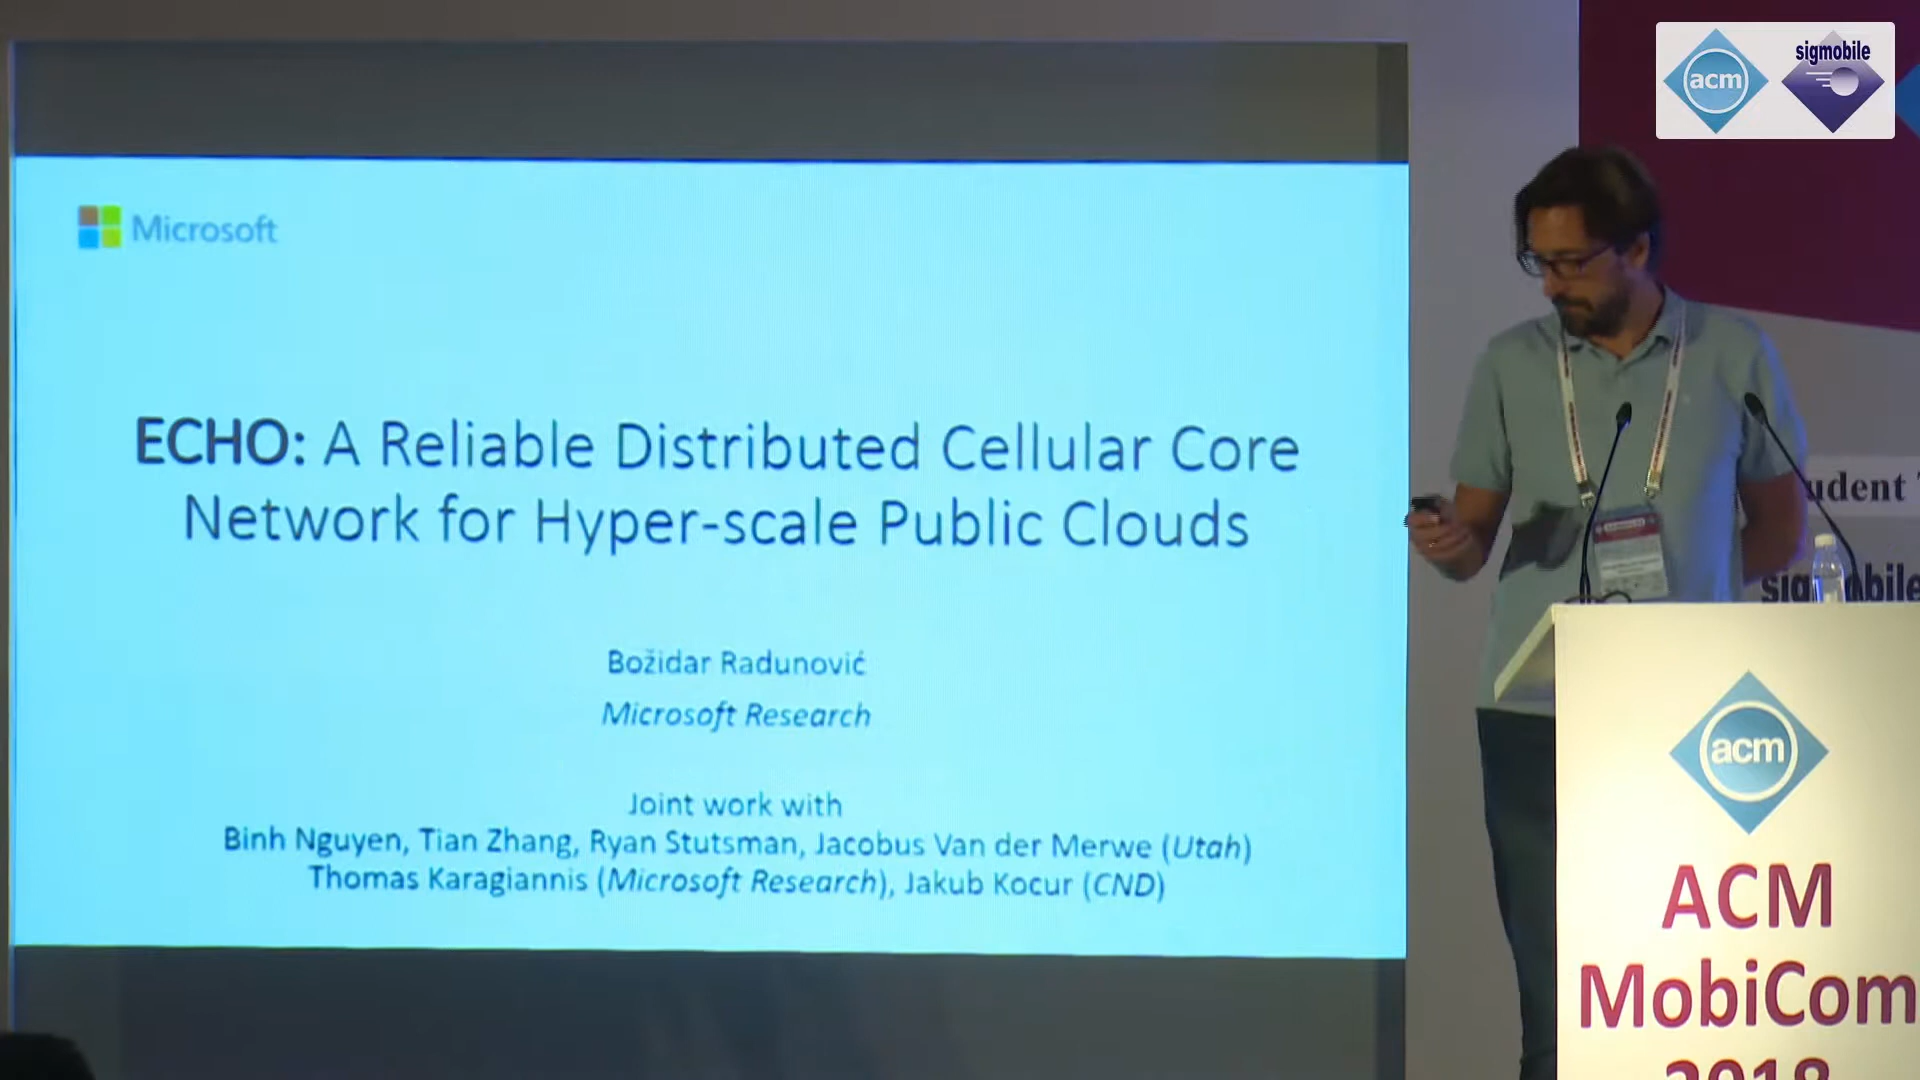 acm
sigmobile
Microsoft
ECHO: A Reliable Distributed Cellular Core
Network for Hyper-scale Public Clouds
Božidar Radunović
Microsoft Research
Joint work with
Binh Nguyen, Tian Zhang, Ryan Stutsman, Jacobus Van der Merwe (Utah)
Thomas Karagiannis (Microsoft Research), Jakub Kocur (CND)
acm
ACM
MobiCom
2018